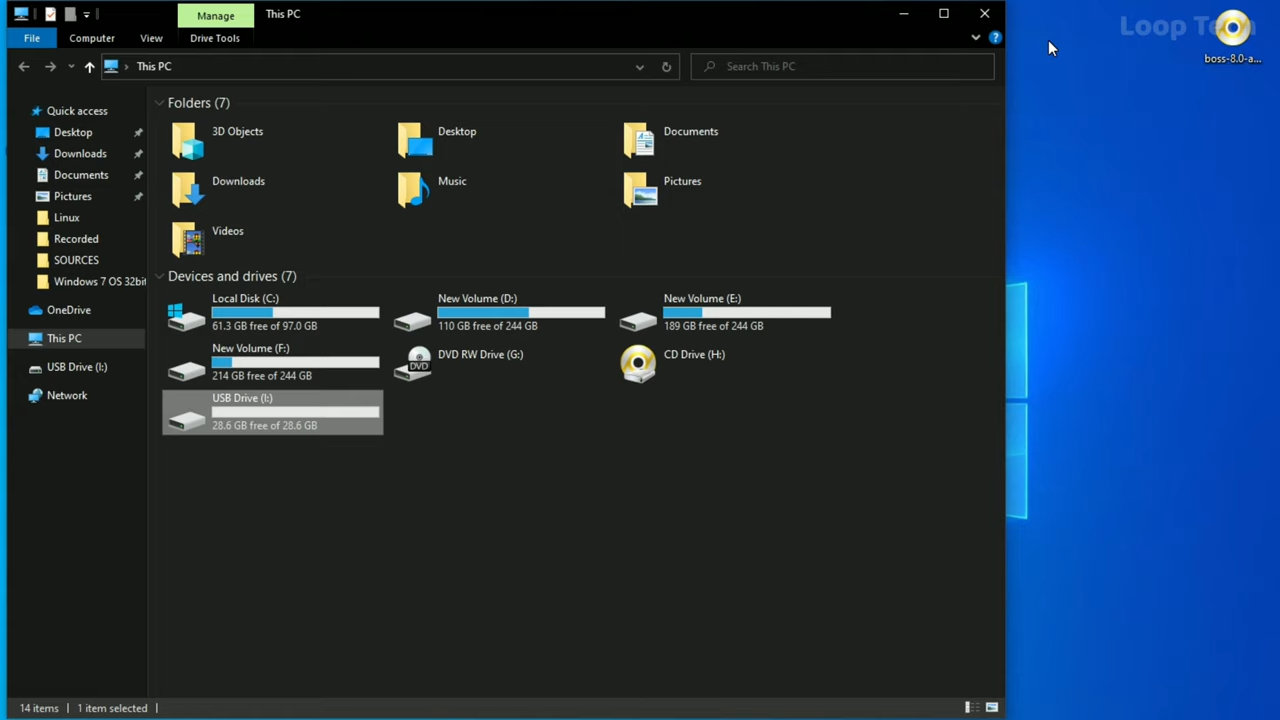 Manage
This PC
File
Computer
View
Drive Tools
This PC
Search This PC
Loop Tech
boss-8.0-a...
Quick access
Desktop
Downloads
Documents
Pictures
Linux
Recorded
SOURCES
Windows 7 OS 32bit
OneDrive
This PC
USB Drive (I:)
Network
Folders (7)
3D Objects
Desktop
Documents
Downloads
Music
Pictures
Videos
Devices and drives (7)
Local Disk (C:)
61.3 GB free of 97.0 GB
New Volume (D:)
110 GB free of 244 GB
New Volume (E:)
189 GB free of 244 GB
New Volume (F:)
214 GB free of 244 GB
DVD
DVD RW Drive (G:)
CD Drive (H:)
USB Drive (I:)
28.6 GB free of 28.6 GB
14 items
1 item selected